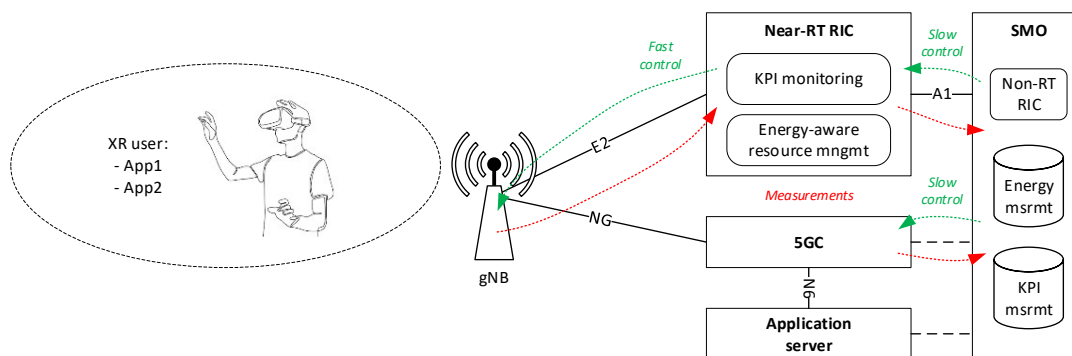 XR user:
- App1
- App2
gNB
Fast
control
E2
NG
Near-RT RIC
KPI monitoring
Energy-aware
resource mngmt
Measurements
5GC
N6
Application
server
Slow
control
A1
Slow
control
SMO
Non-RT
RIC
Energy
msrmt
KPI
msrmt